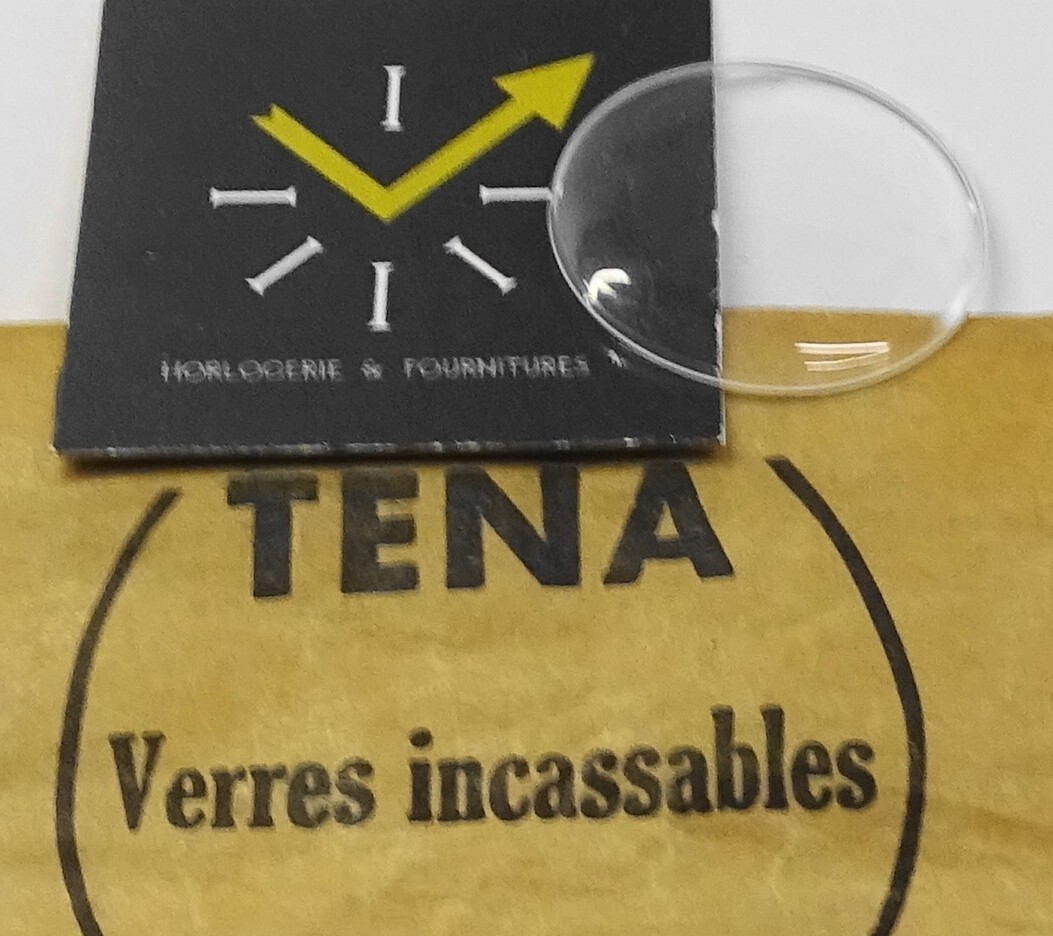 HORLOGERIE & FOURNITURES
TENA
Verres incassables